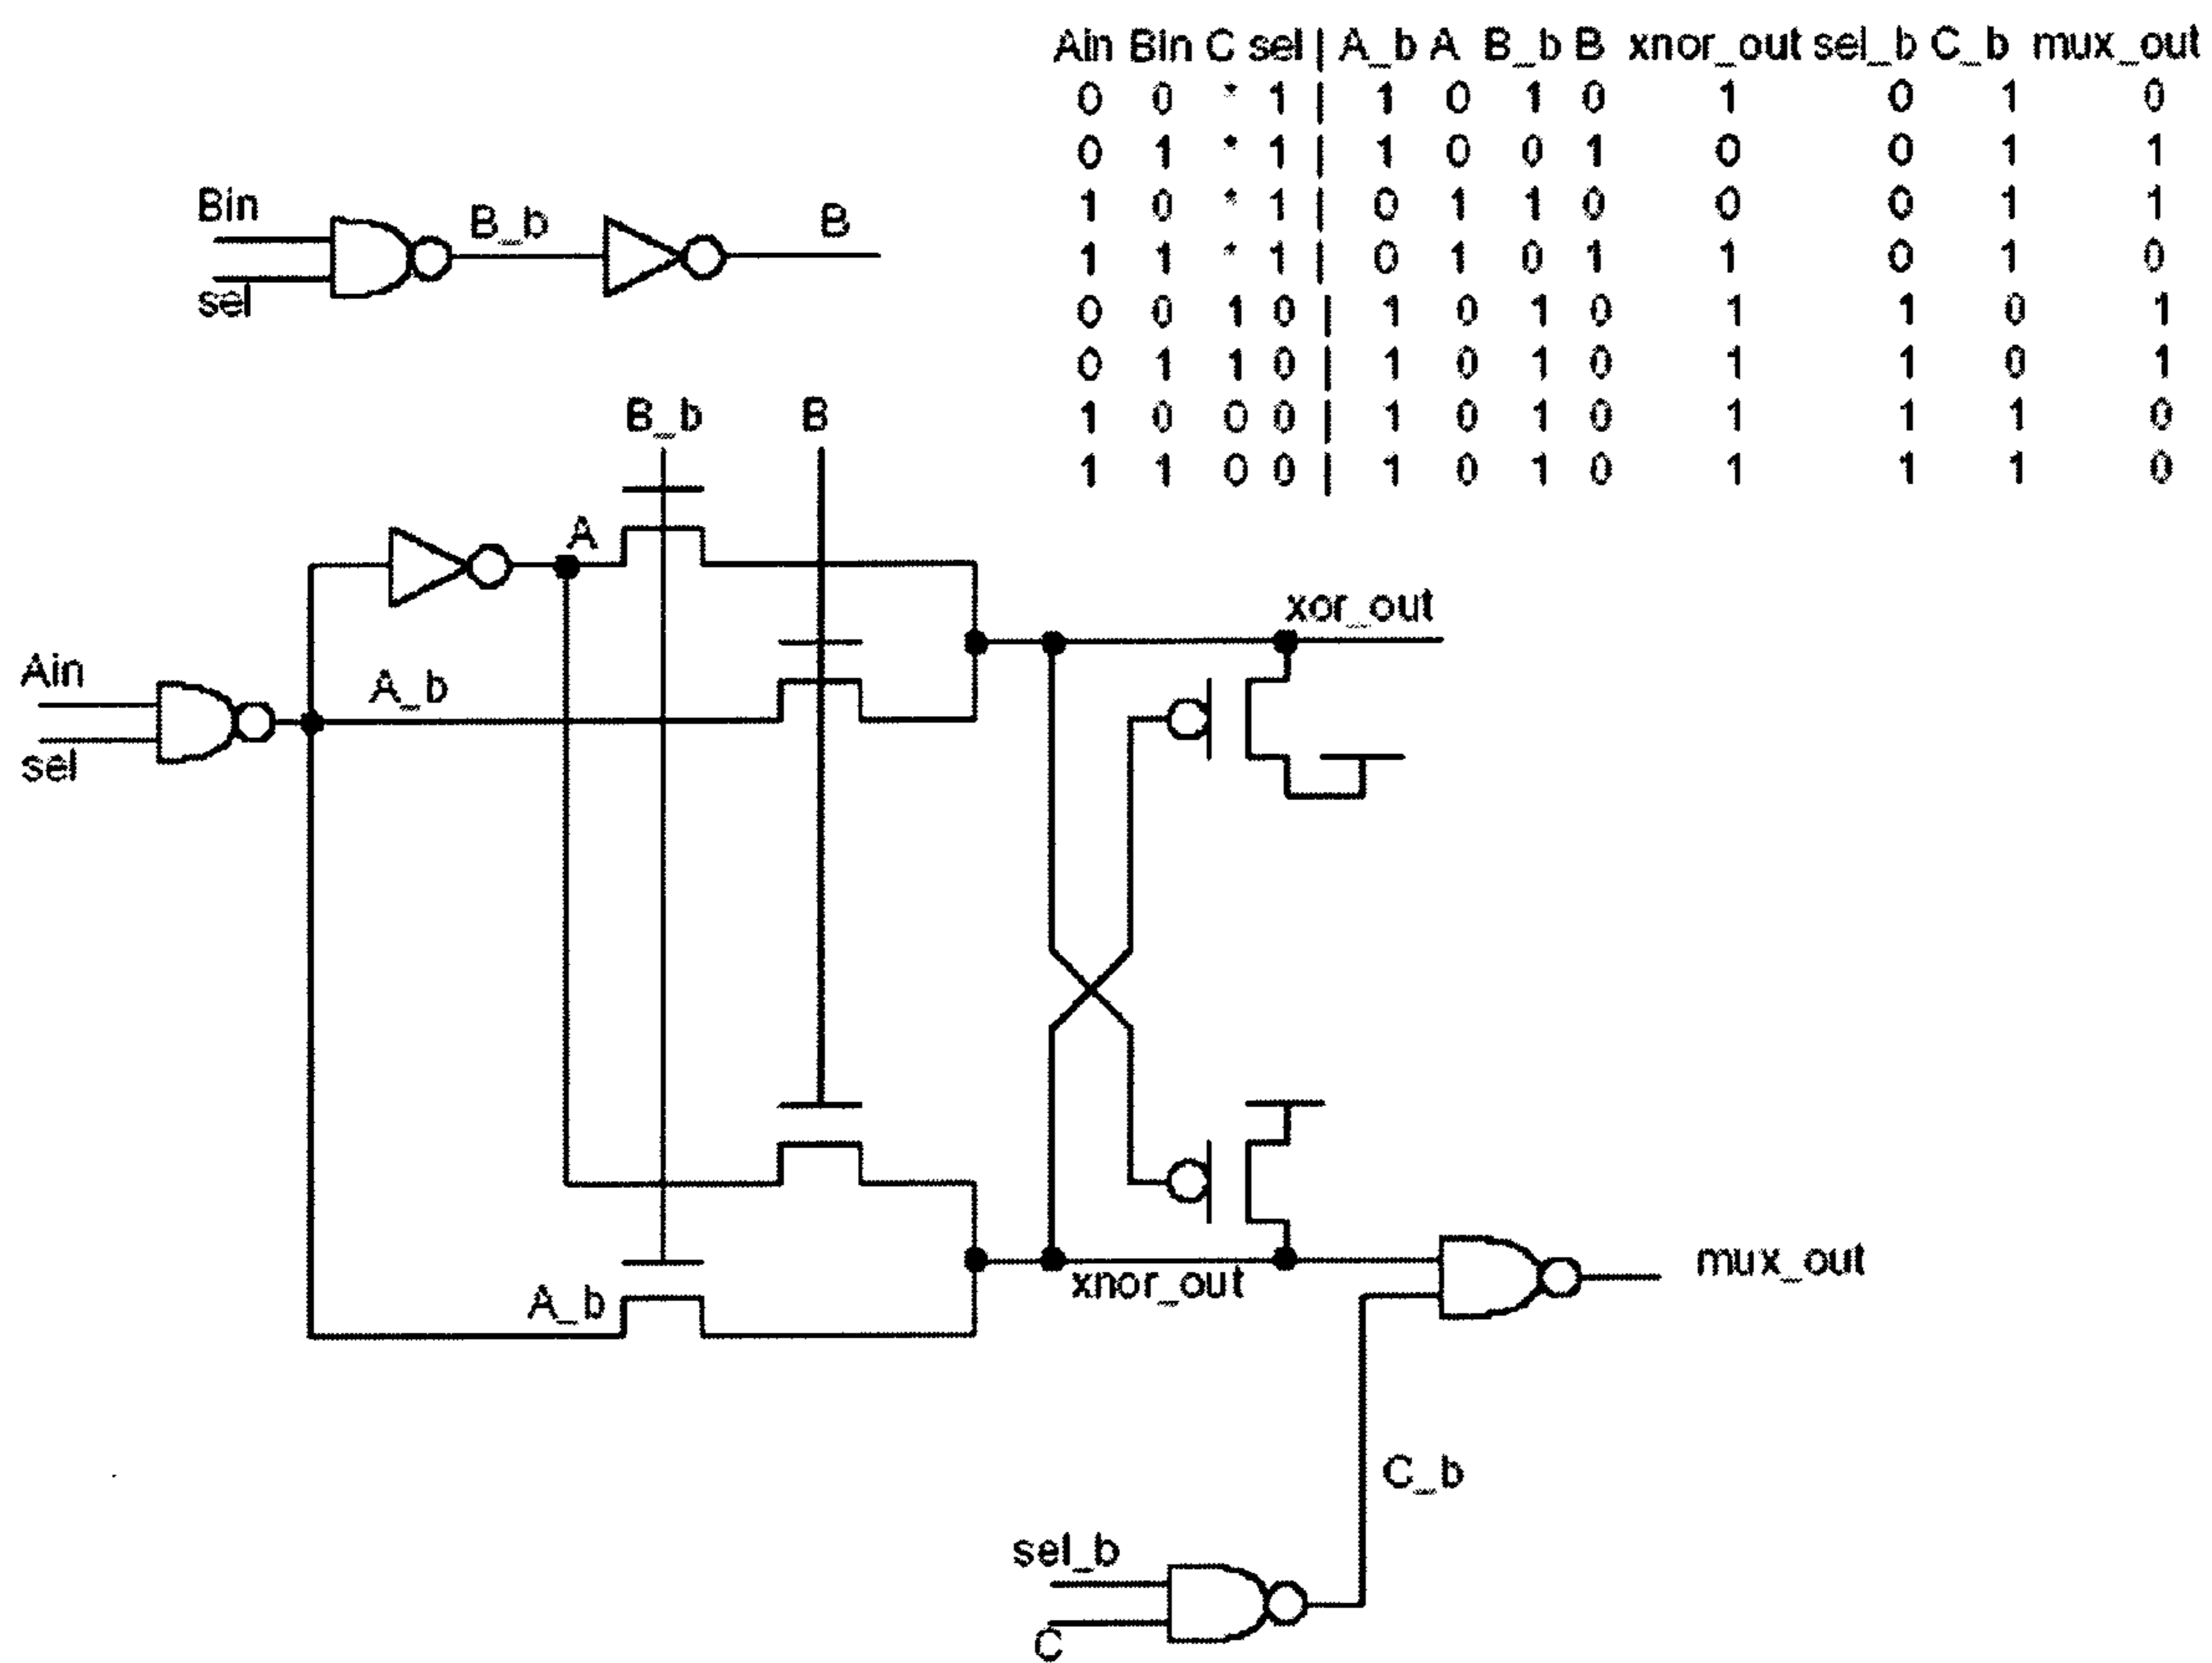 Ain Bin C sel | A_b A B_b B xnor_out sel_b C_b mux_out
0 0 * 1 | 1 0 1 0 1 0 1 0
0 1 * 1 | 1 0 0 1 0 0 1 1
1 0 * 1 | 0 1 1 0 0 0 1 1
1 1 * 1 | 0 1 0 1 1 0 1 0
0 0 1 0 | 1 0 1 0 1 1 0 1
0 1 1 0 | 1 0 1 0 1 1 0 1
1 0 0 0 | 1 0 1 0 1 1 1 0
1 1 0 0 | 1 0 1 0 1 1 1 0
Bin
B_b
B
sel
B_b
B
A
xor_out
Ain
A_b
sel
mux_out
xnor_out
A_b
C_b
sel_b
C